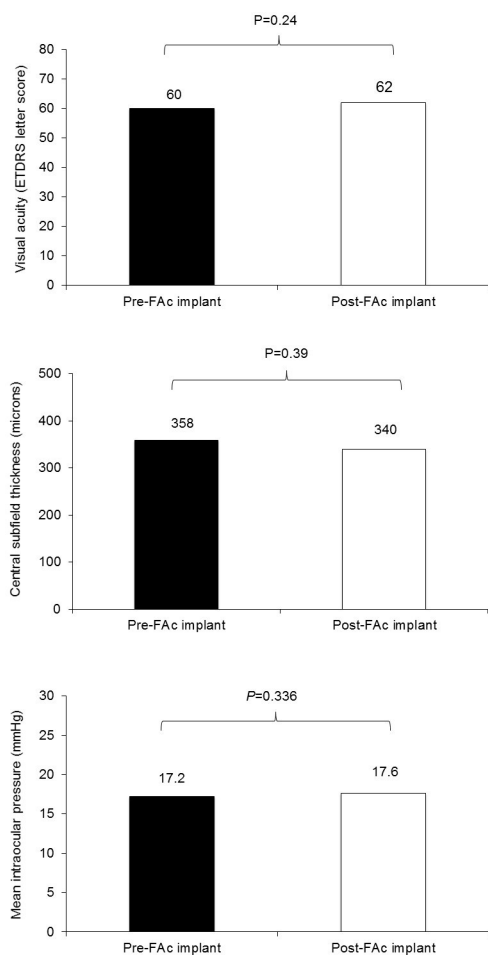 P=0.24
Visual acuity (ETDRS letter score)
80
70
60
50
40
30
20
10
0
60
62
Pre-FAc implant
Post-FAc implant
P=0.39
Central subfield thickness (microns)
500
400
300
200
100
0
358
340
Pre-FAc implant
Post-FAc implant
P=0.336
Mean intraocular pressure (mmHg)
30
25
20
15
10
5
0
17.2
17.6
Pre-FAc implant
Post-FAc implant